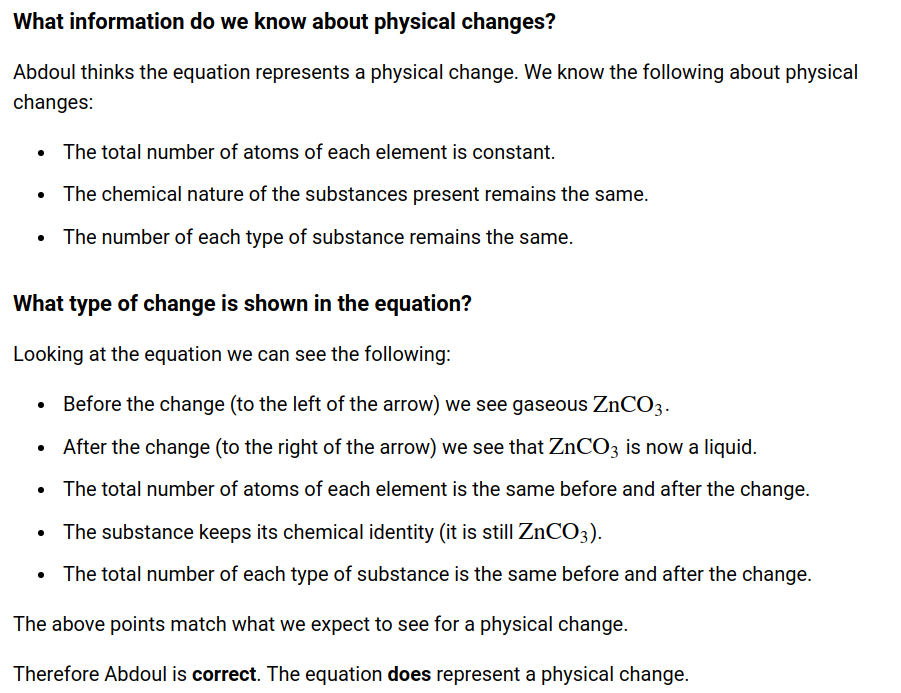 What information do we know about physical changes?
Abdoul thinks the equation represents a physical change. We know the following about physical
changes:
• The total number of atoms of each element is constant.
• The chemical nature of the substances present remains the same.
• The number of each type of substance remains the same.
What type of change is shown in the equation?
Looking at the equation we can see the following:
• Before the change (to the left of the arrow) we see gaseous ZnCO₃.
• After the change (to the right of the arrow) we see that ZnCO₃ is now a liquid.
• The total number of atoms of each element is the same before and after the change.
• The substance keeps its chemical identity (it is still ZnCO₃).
• The total number of each type of substance is the same before and after the change.
The above points match what we expect to see for a physical change.
Therefore Abdoul is correct. The equation does represent a physical change.